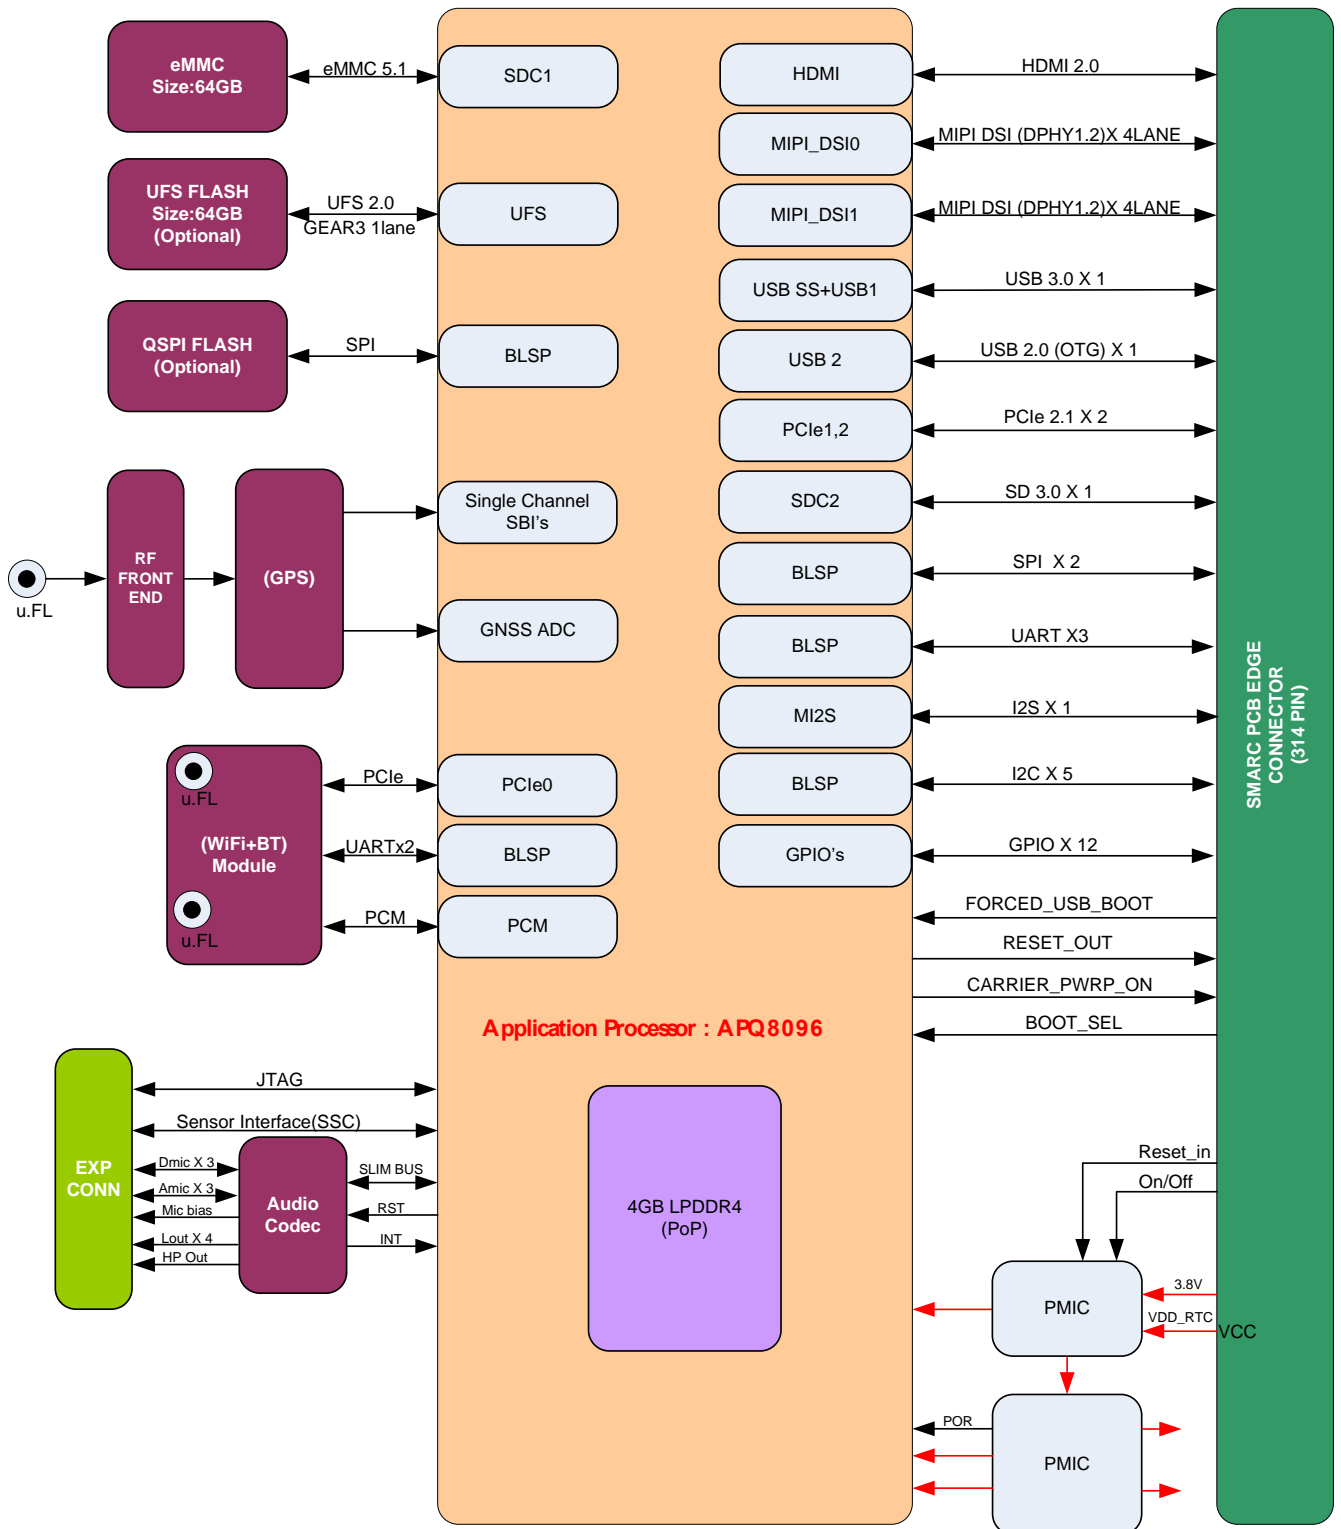 eMMC
Size:64GB
eMMC 5.1
SDC1
UFS FLASH
Size:64GB
(Optional)
UFS 2.0
GEAR3 1lane
UFS
QSPI FLASH
(Optional)
SPI
BLSP
u.FL
RF
FRONT
END
(GPS)
Single Channel
SBI's
GNSS ADC
u.FL
(WiFi+BT)
Module
u.FL
PCIe
PCIe0
UARTx2
BLSP
PCM
PCM
HDMI
HDMI 2.0
MIPI_DSI0
MIPI DSI (DPHY1.2)X 4LANE
MIPI_DSI1
MIPI DSI (DPHY1.2)X 4LANE
USB SS+USB1
USB 3.0 X 1
USB 2
USB 2.0 (OTG) X 1
PCIe1,2
PCIe 2.1 X 2
SDC2
SD 3.0 X 1
BLSP
SPI X 2
BLSP
UART X3
MI2S
I2S X 1
BLSP
I2C X 5
GPIO's
GPIO X 12
FORCED_USB_BOOT
RESET_OUT
CARRIER_PWRP_ON
BOOT_SEL
SMARC PCB EDGE
CONNECTOR
(314 PIN)
Application Processor : APQ8096
4GB LPDDR4
(PoP)
EXP
CONN
JTAG
Sensor Interface(SSC)
Dmic X 3
Amic X 3
Mic bias
Lout X 4
HP Out
Audio
Codec
SLIM BUS
RST
INT
Reset_in
On/Off
PMIC
3.8V
VDD_RTC
VCC
POR
PMIC